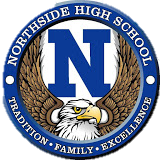 NORTHSIDE HIGH SCHOOL
N
TRADITION • FAMILY • EXCELLENCE